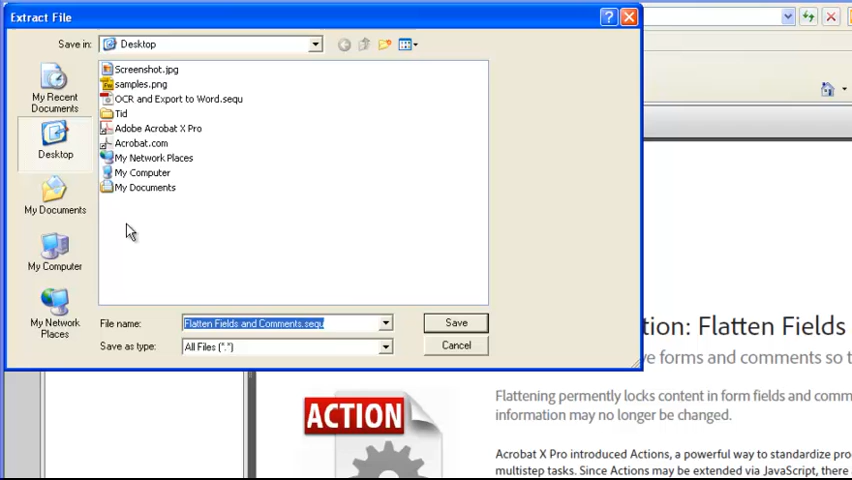 Extract File
Save in: Desktop
My Recent
Documents
Desktop
My Documents
My Computer
My Network
Places
Screenshot.jpg
samples.png
OCR and Export to Word.sequ
Tid
Adobe Acrobat X Pro
Acrobat.com
My Network Places
My Computer
My Documents
File name: Flatten Fields and Comments.sequ
Save
Save as type: All Files (*.*)
Cancel
tion: Flatten Fields
ve forms and comments so t
Flattening permently locks content in form fields and comm
information may no longer be changed.
ACTION
Acrobat X Pro introduced Actions, a powerful way to standardize pro
multistep tasks. Since Actions may be extended via JavaScript, there